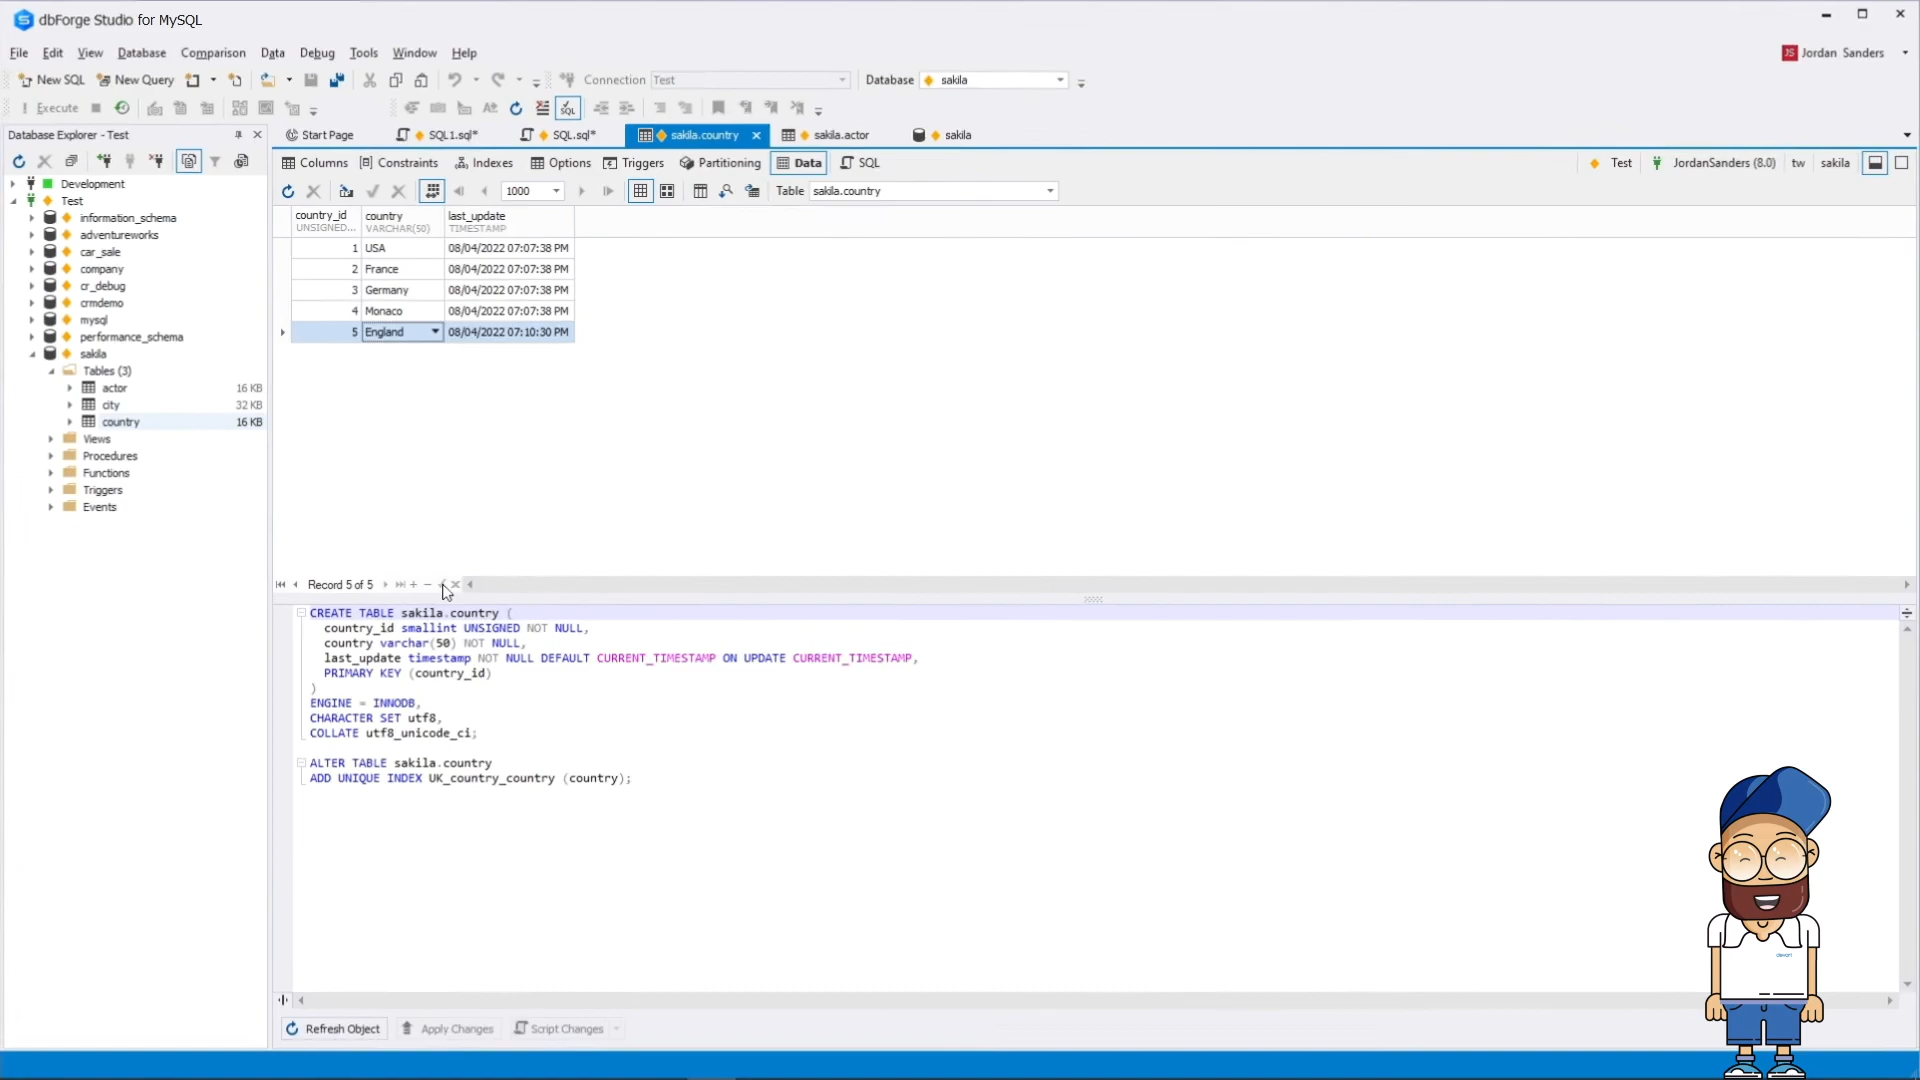 dbForge Studio for MySQL
File Edit View Database Comparison Data Debug Tools Window Help
JS Jordan Sanders
New SQL New Query Connection Test Database sakila
Execute SQL
Database Explorer - Test
Start Page SQL1.sql* SQL.sql* sakila.country sakila.actor sakila
Columns Constraints Indexes Options Triggers Partitioning Data SQL Test JordanSanders (8.0) tw sakila
1000 Table sakila.country
Development
Test
information_schema
adventureworks
car_sale
company
cr_debug
crmdemo
mysql
performance_schema
sakila
Tables (3)
actor 16 KB
city 32 KB
country 16 KB
Views
Procedures
Functions
Triggers
Events
country_id country last_update
UNSIGNED... VARCHAR(50) TIMESTAMP
1 USA 08/04/2022 07:07:38 PM
2 France 08/04/2022 07:07:38 PM
3 Germany 08/04/2022 07:07:38 PM
4 Monaco 08/04/2022 07:07:38 PM
5 England 08/04/2022 07:10:30 PM
Record 5 of 5
CREATE TABLE sakila.country (
country_id smallint UNSIGNED NOT NULL,
country varchar(50) NOT NULL,
last_update timestamp NOT NULL DEFAULT CURRENT_TIMESTAMP ON UPDATE CURRENT_TIMESTAMP,
PRIMARY KEY (country_id)
)
ENGINE = INNODB,
CHARACTER SET utf8,
COLLATE utf8_unicode_ci;
ALTER TABLE sakila.country
ADD UNIQUE INDEX UK_country_country (country);
devart
Refresh Object Apply Changes Script Changes